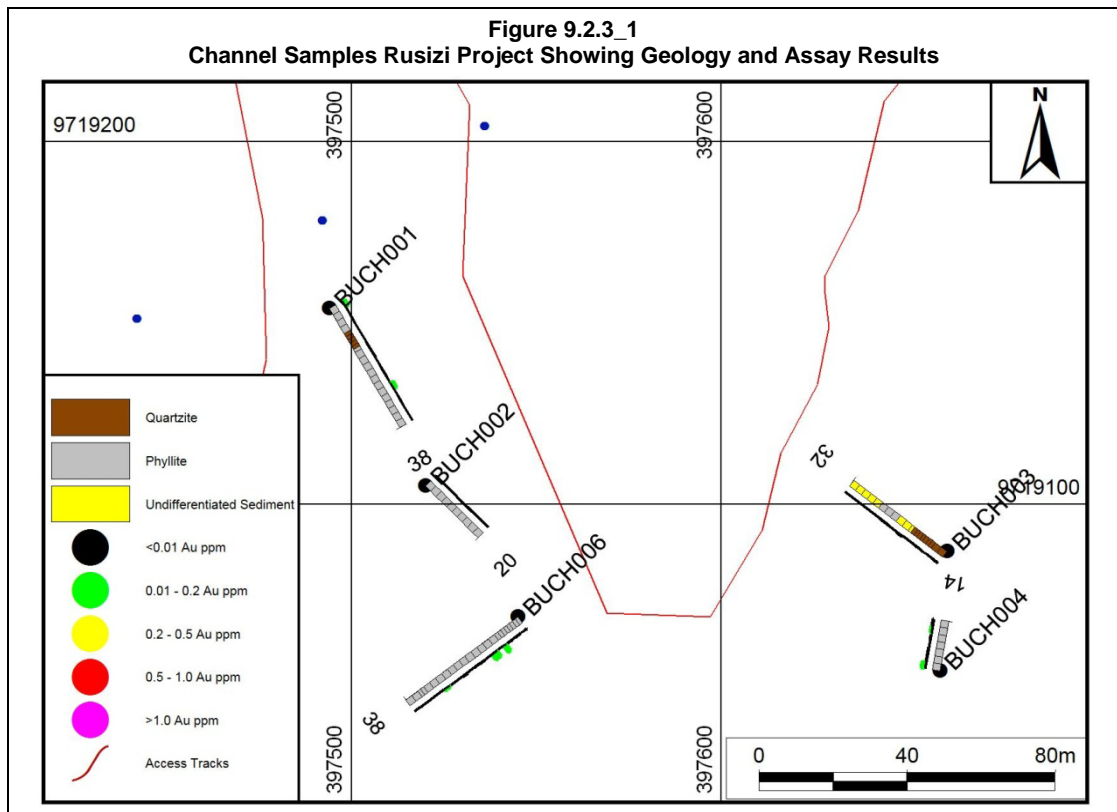 Figure 9.2.3_1
Channel Samples Rusizi Project Showing Geology and Assay Results
N
9719200
397500
397600
BUCH001
38
BUCH002
32
9719100
BUCH003
20
BUCH006
14
BUCH004
38
Quartzite
Phyllite
Undifferentiated Sediment
<0.01 Au ppm
0.01 - 0.2 Au ppm
0.2 - 0.5 Au ppm
0.5 - 1.0 Au ppm
>1.0 Au ppm
Access Tracks
397500
397600
0 40 80m